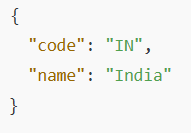 {
  "code": "IN",
  "name": "India"
}